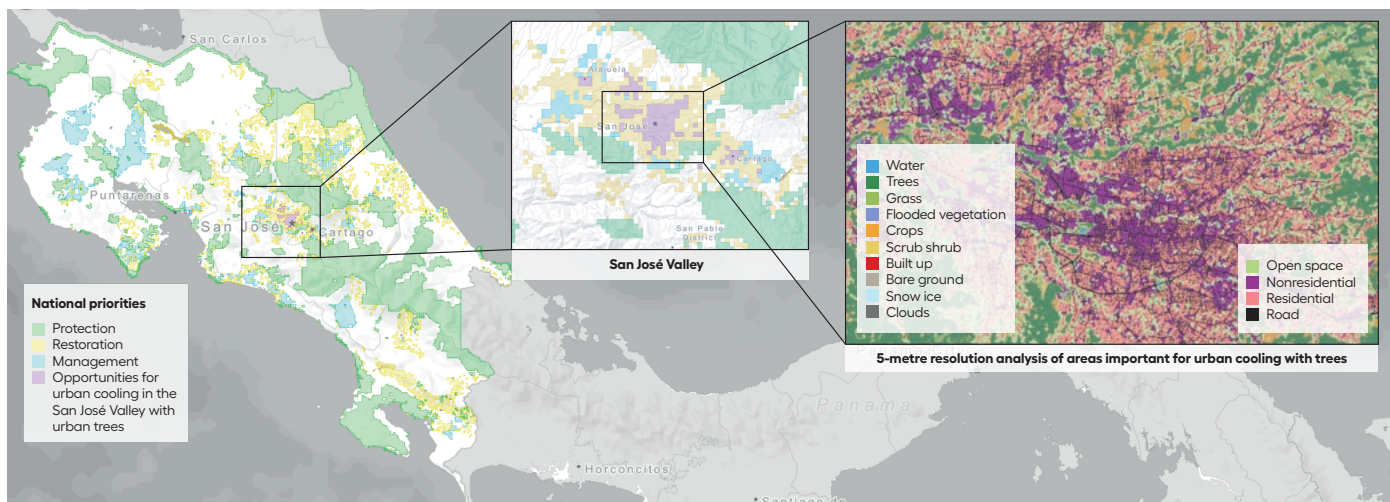 San Carlos
Puntarenas
San José
Cartago
National priorities
Protection
Restoration
Management
Opportunities for
urban cooling in the
San José Valley with
urban trees
Alajuela
San José
Cartago
San Pablo
District
San José Valley
Water
Trees
Grass
Flooded vegetation
Crops
Scrub shrub
Built up
Bare ground
Snow ice
Clouds
Open space
Nonresidential
Residential
Road
5-metre resolution analysis of areas important for urban cooling with trees
Panama
Horconcitos
Santiago de